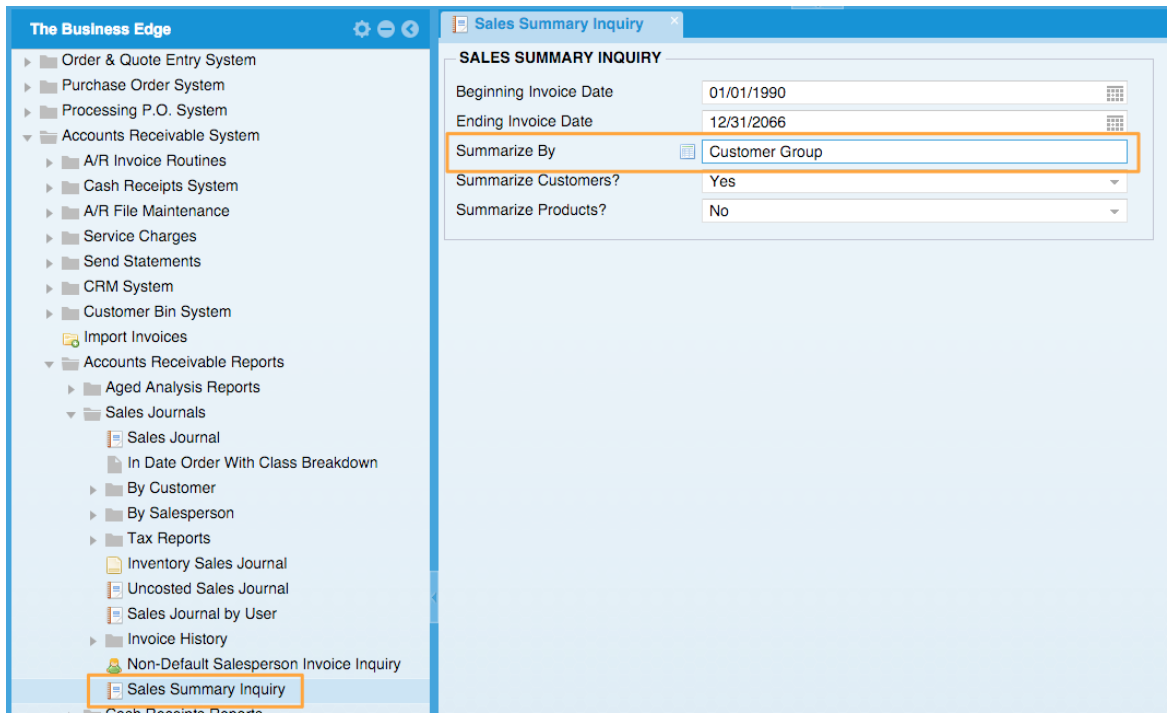 The Business Edge
Order & Quote Entry System
Purchase Order System
Processing P.O. System
Accounts Receivable System
A/R Invoice Routines
Cash Receipts System
A/R File Maintenance
Service Charges
Send Statements
CRM System
Customer Bin System
Import Invoices
Accounts Receivable Reports
Aged Analysis Reports
Sales Journals
Sales Journal
In Date Order With Class Breakdown
By Customer
By Salesperson
Tax Reports
Inventory Sales Journal
Uncosted Sales Journal
Sales Journal by User
Invoice History
Non-Default Salesperson Invoice Inquiry
Sales Summary Inquiry
Cash Receipts Reports
Sales Summary Inquiry
SALES SUMMARY INQUIRY
Beginning Invoice Date 01/01/1990
Ending Invoice Date 12/31/2066
Summarize By Customer Group
Summarize Customers? Yes
Summarize Products? No